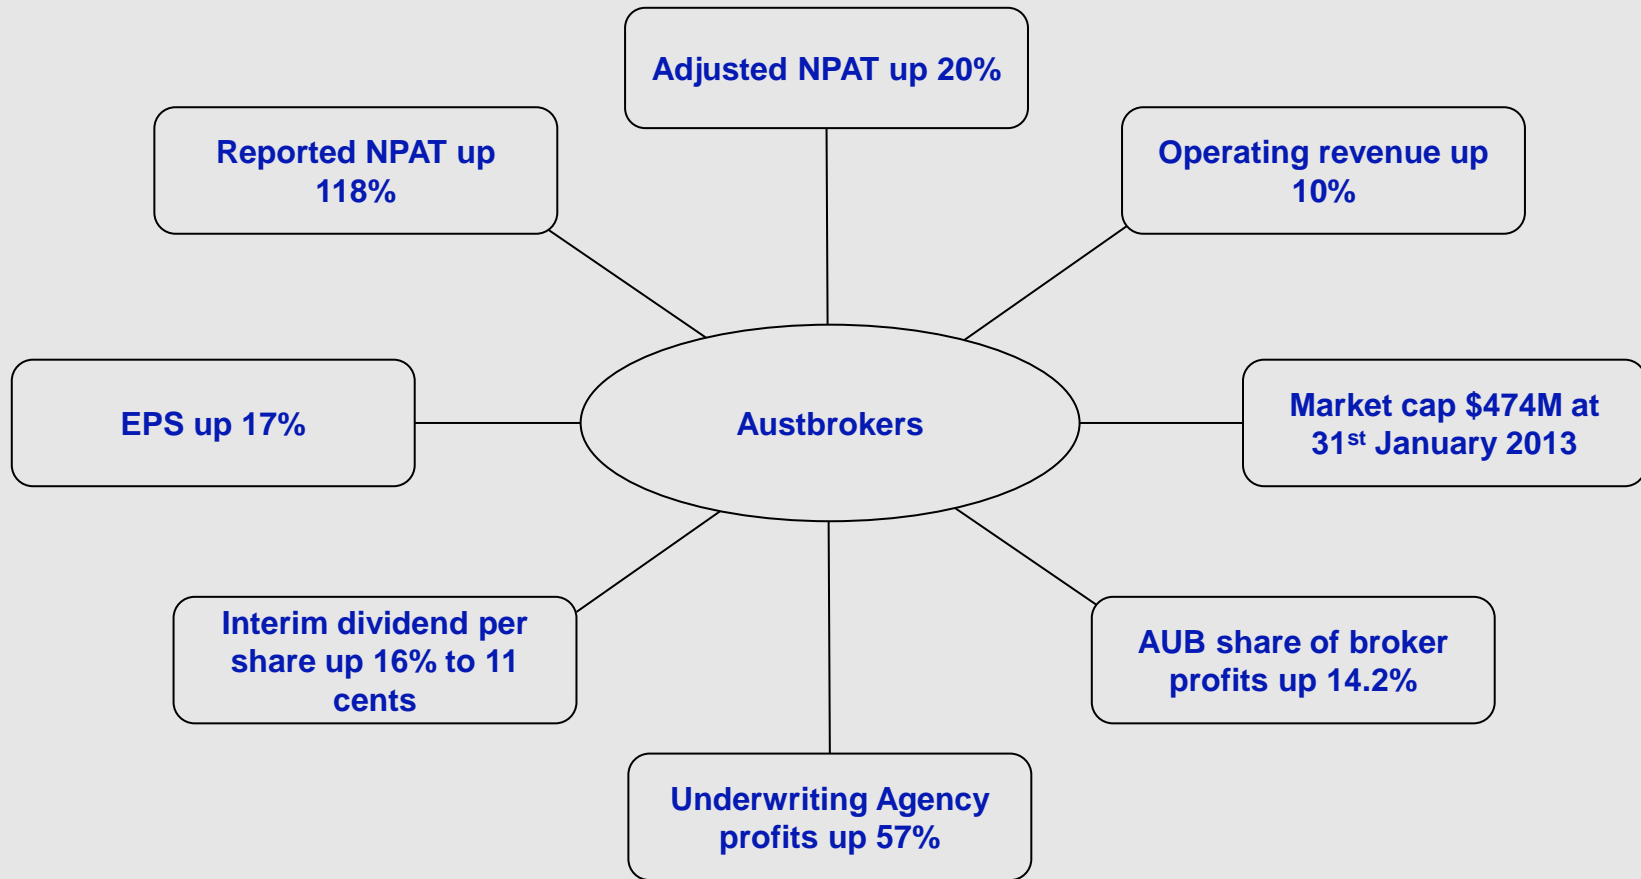 Adjusted NPAT up 20%
Reported NPAT up
118%
Operating revenue up
10%
EPS up 17%
Austbrokers
Market cap $474M at
31st January 2013
Interim dividend per
share up 16% to 11
cents
AUB share of broker
profits up 14.2%
Underwriting Agency
profits up 57%